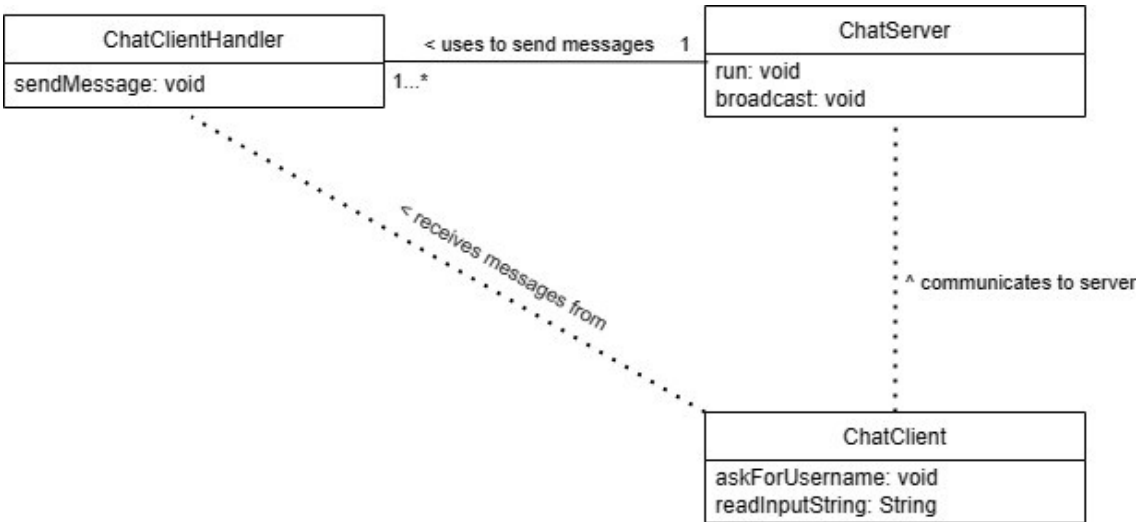 ChatClientHandler
sendMessage: void
< uses to send messages 1
1...*
ChatServer
run: void
broadcast: void
< receives messages from
^ communicates to server
ChatClient
askForUsername: void
readInputString: String